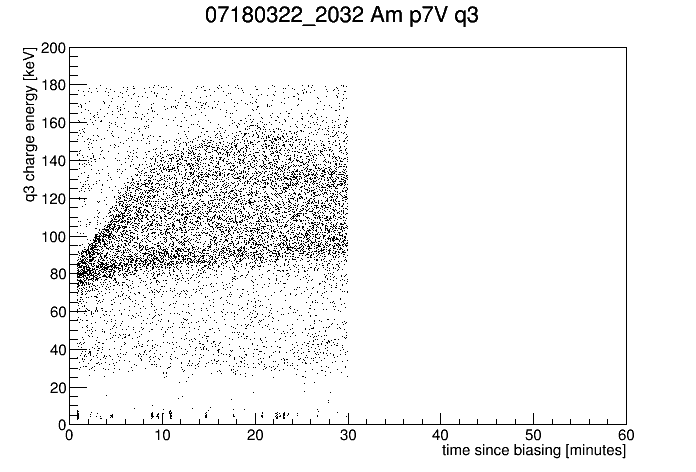 07180322_2032 Am p7V q3
q3 charge energy [keV]
200
180
160
140
120
100
80
60
40
20
0
0 10 20 30 40 50 60
time since biasing [minutes]